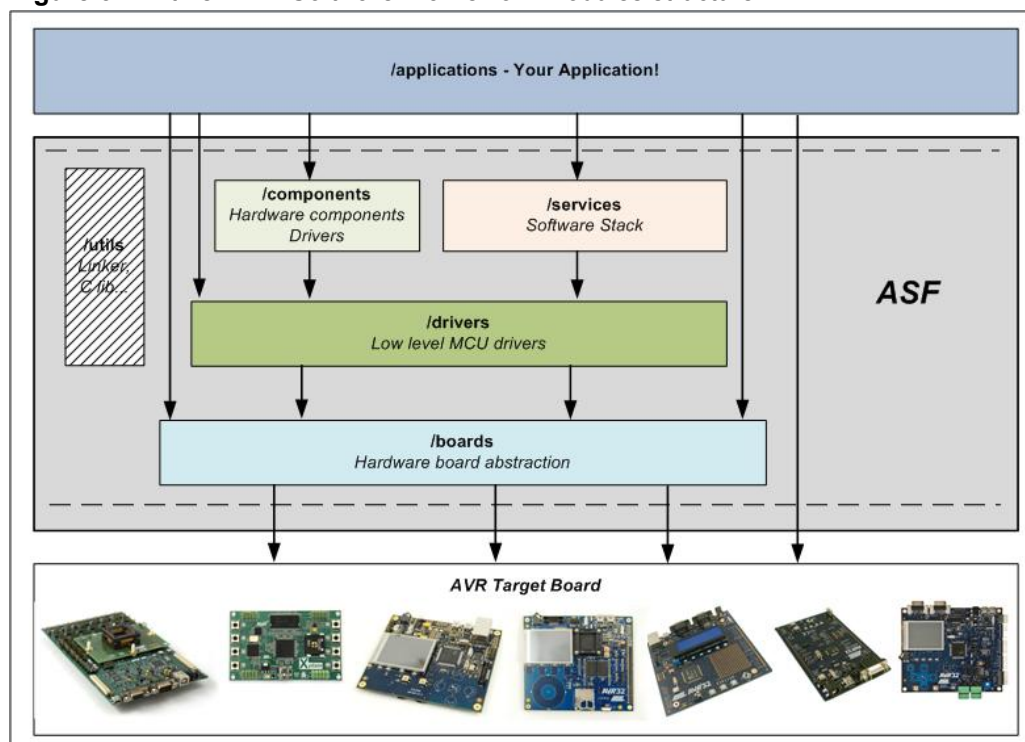 /applications - Your Application!
/components
Hardware components
Drivers
/services
Software Stack
/utils
Linker,
C lib...
ASF
/drivers
Low level MCU drivers
/boards
Hardware board abstraction
AVR Target Board
AVR32